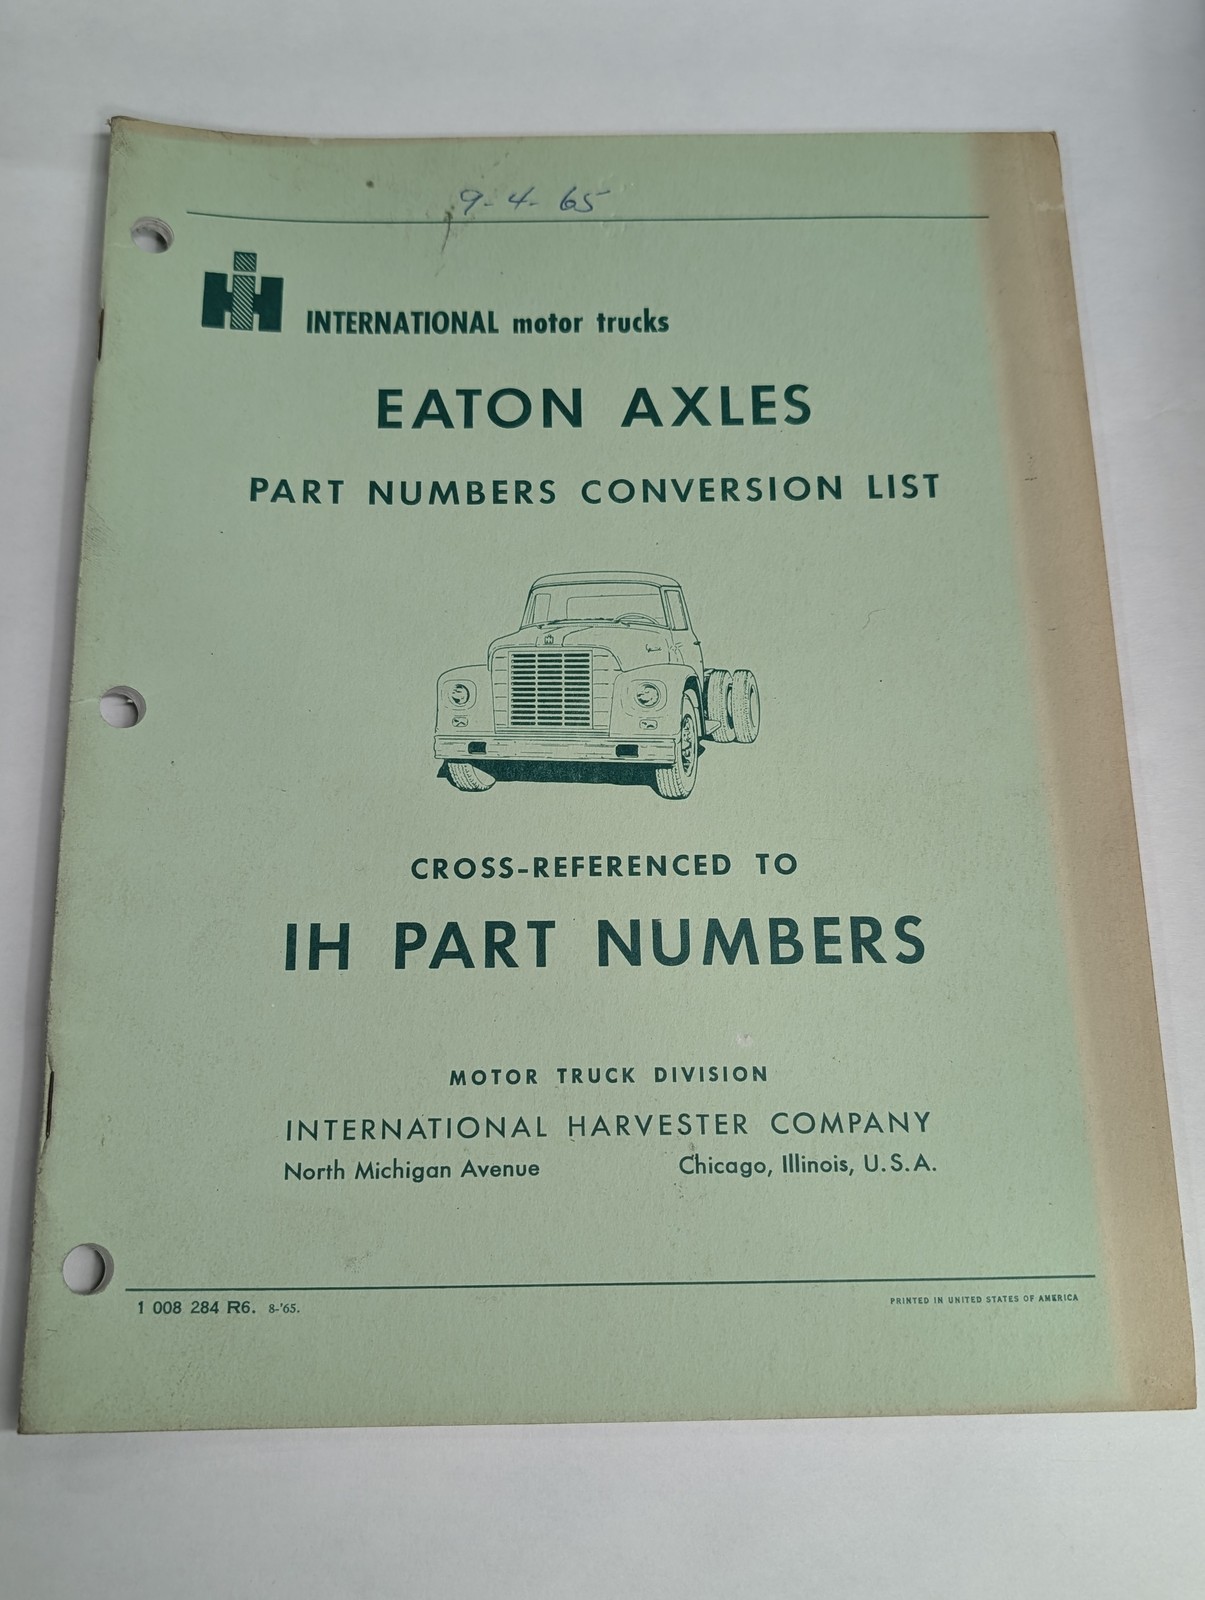 9-4-65
IH INTERNATIONAL motor trucks
EATON AXLES
PART NUMBERS CONVERSION LIST
CROSS-REFERENCED TO
IH PART NUMBERS
MOTOR TRUCK DIVISION
INTERNATIONAL HARVESTER COMPANY
North Michigan Avenue Chicago, Illinois, U.S.A.
1 008 284 R6. 8-'65.
PRINTED IN UNITED STATES OF AMERICA